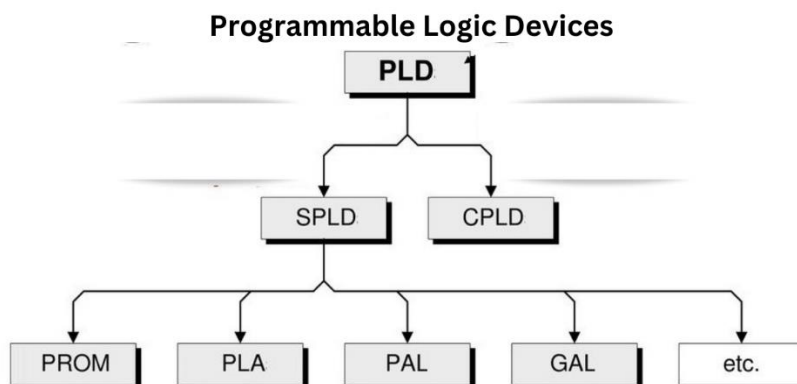 Programmable Logic Devices
PLD
SPLD CPLD
PROM PLA PAL GAL etc.